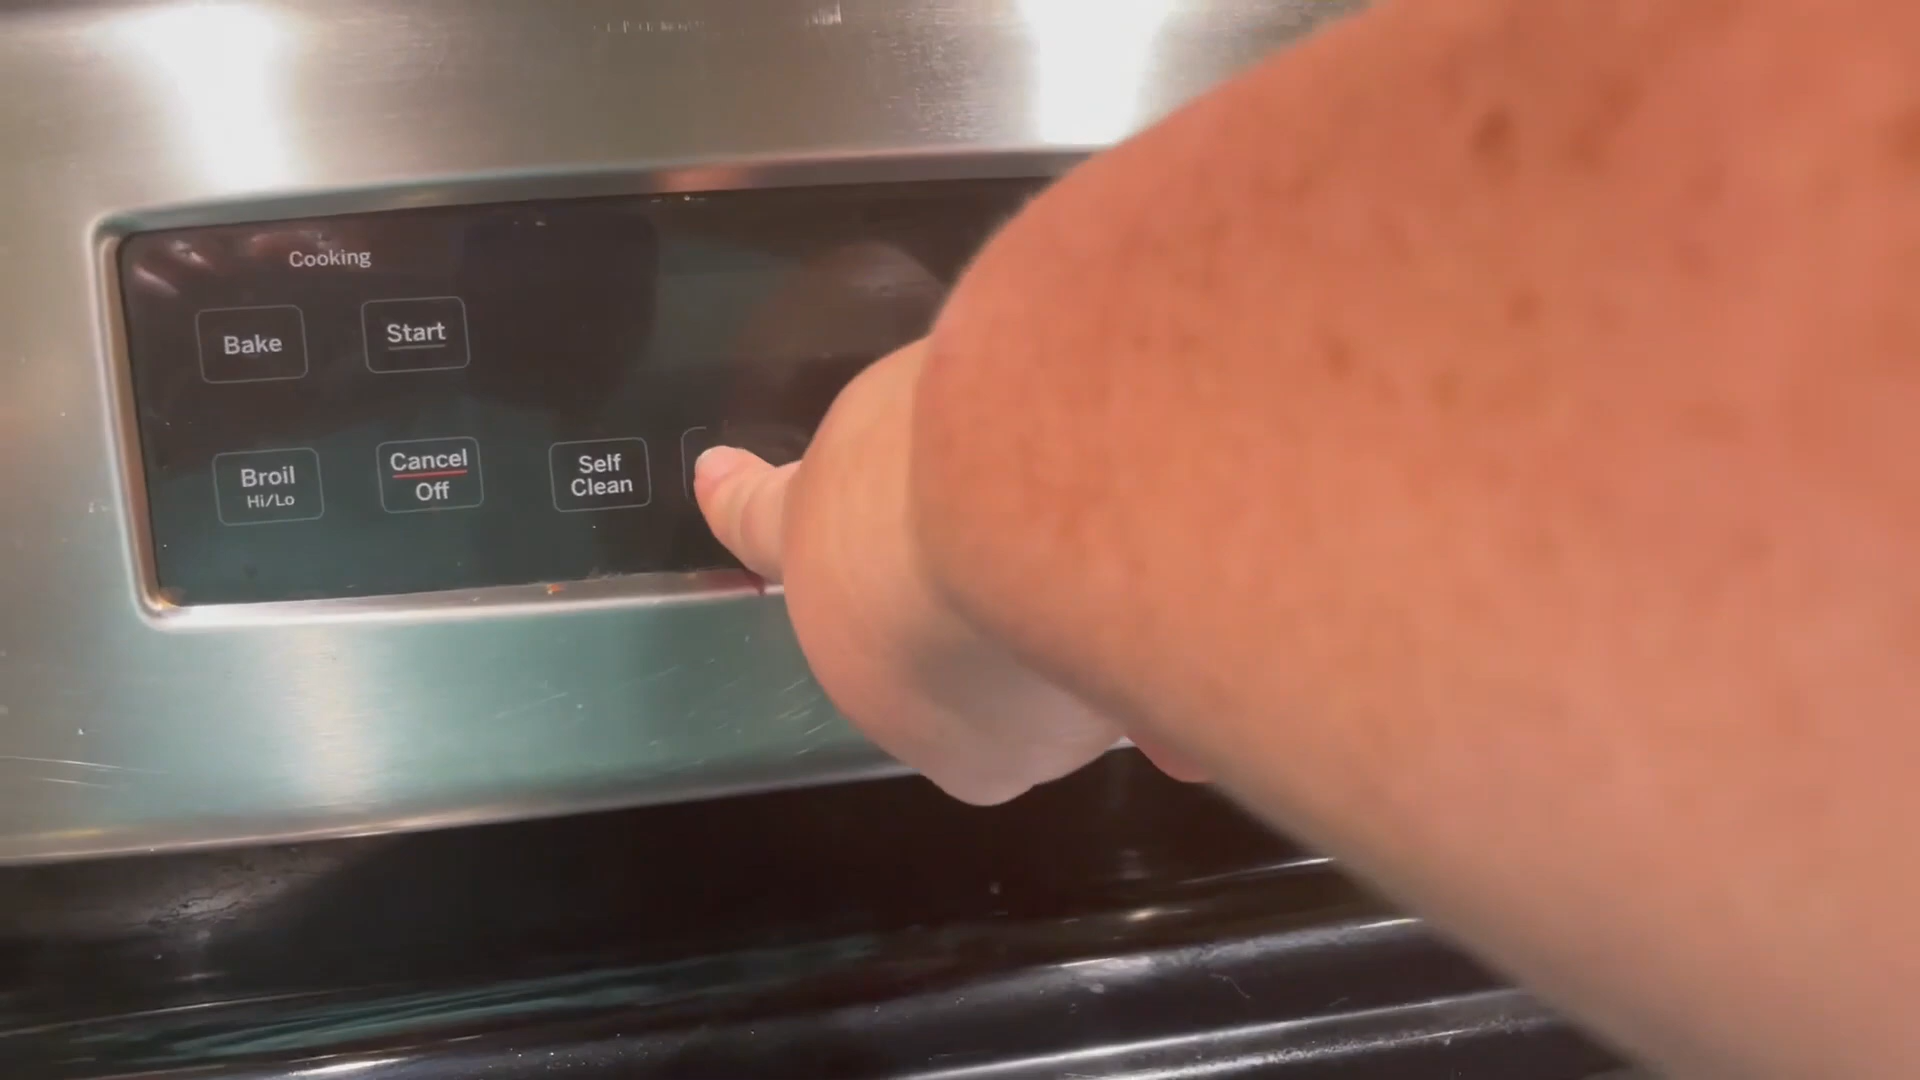 Cooking
Bake
Start
Broil
Hi/Lo
Cancel
Off
Self
Clean